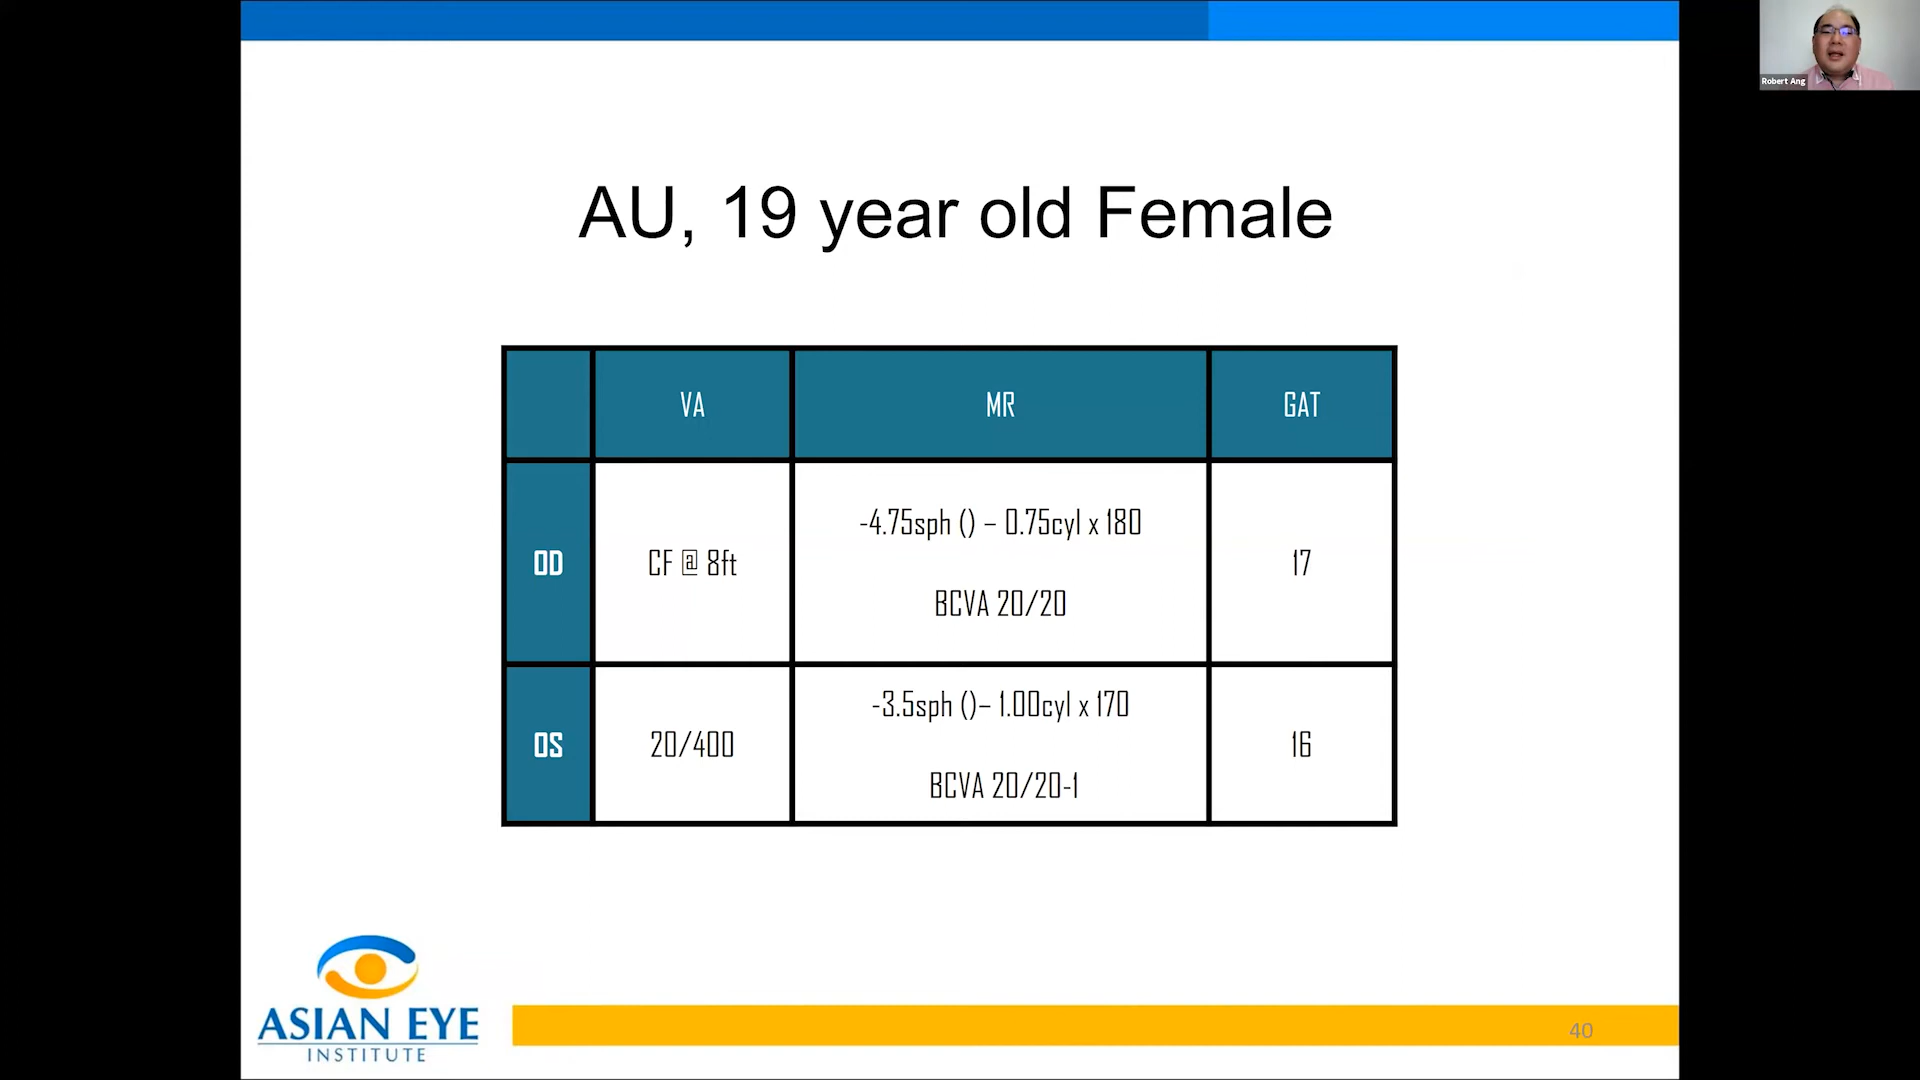 Robert Ang
AU, 19 year old Female
VA MR GAT
OD CF @ 8ft -4.75sph () – 0.75cyl x 180 17
BCVA 20/20
OS 20/400 -3.5sph ()– 1.00cyl x 170 16
BCVA 20/20-1
ASIAN EYE
INSTITUTE
40